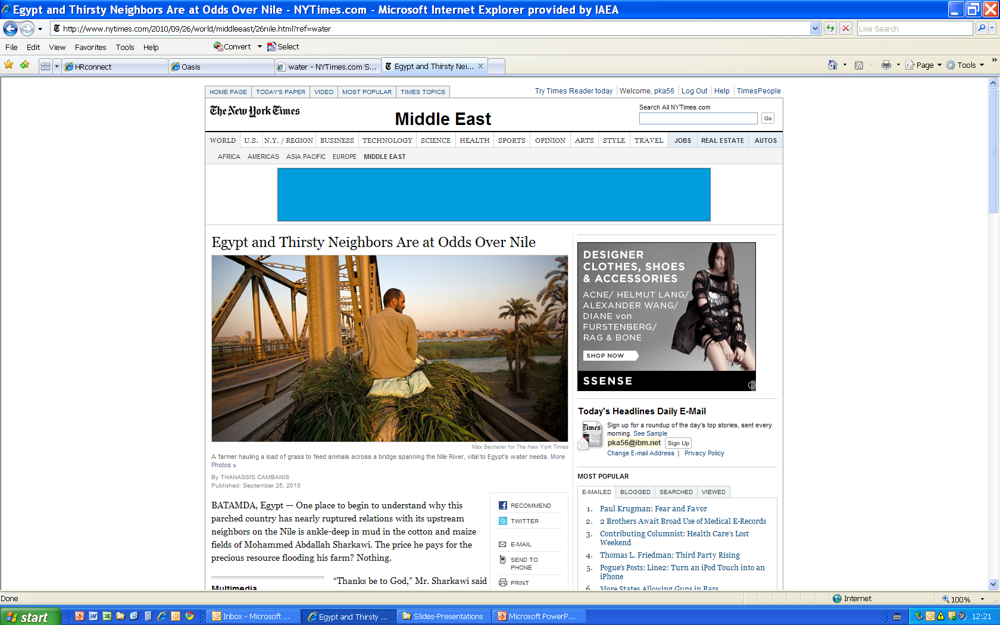 Egypt and Thirsty Neighbors Are at Odds Over Nile - NYTimes.com - Microsoft Internet Explorer provided by IAEA
http://www.nytimes.com/2010/09/26/world/middleeast/26nile.html?ref=water
Live Search
File Edit View Favorites Tools Help Convert Select
HRconnect Oasis water - NYTimes.com S... Egypt and Thirsty Nei... Page Tools
HOME PAGE TODAY'S PAPER VIDEO MOST POPULAR TIMES TOPICS
Try Times Reader today Welcome, pka56 Log Out Help TimesPeople
The New York Times
Middle East
Search All NYTimes.com
Go
WORLD U.S. N.Y. / REGION BUSINESS TECHNOLOGY SCIENCE HEALTH SPORTS OPINION ARTS STYLE TRAVEL JOBS REAL ESTATE AUTOS
AFRICA AMERICAS ASIA PACIFIC EUROPE MIDDLE EAST
Egypt and Thirsty Neighbors Are at Odds Over Nile
Max Becherer for The New York Times
A farmer hauling a load of grass to feed animals across a bridge spanning the Nile River, vital to Egypt's water needs. More
Photos »
By THANASSIS CAMBANIS
Published: September 25, 2010
BATAMDA, Egypt — One place to begin to understand why this
parched country has nearly ruptured relations with its upstream
neighbors on the Nile is ankle-deep in mud in the cotton and maize
fields of Mohammed Abdallah Sharkawi. The price he pays for the
precious resource flooding his farm? Nothing.
Multimedia
“Thanks be to God,” Mr. Sharkawi said
RECOMMEND
TWITTER
E-MAIL
SEND TO
PHONE
PRINT
DESIGNER
CLOTHES, SHOES
& ACCESSORIES
ACNE/ HELMUT LANG/
ALEXANDER WANG/
DIANE von
FURSTENBERG/
RAG & BONE
SHOP NOW
SSENSE
Today's Headlines Daily E-Mail
Times
Sign up for a roundup of the day's top stories, sent every
morning. See Sample
pka56@ibm.net Sign Up
Change E-mail Address | Privacy Policy
MOST POPULAR
E-MAILED BLOGGED SEARCHED VIEWED
1. Paul Krugman: Fear and Favor
2. 2 Brothers Await Broad Use of Medical E-Records
3. Contributing Columnist: Health Care's Lost
Weekend
4. Thomas L. Friedman: Third Party Rising
5. Pogue's Posts: Line2: Turn an iPod Touch into an
iPhone
6. More States Allowing Guns in Bars
Done Internet 100%
start Inbox - Microsoft ... Egypt and Thirsty ... Slides-Presentations Microsoft PowerP... 12:21